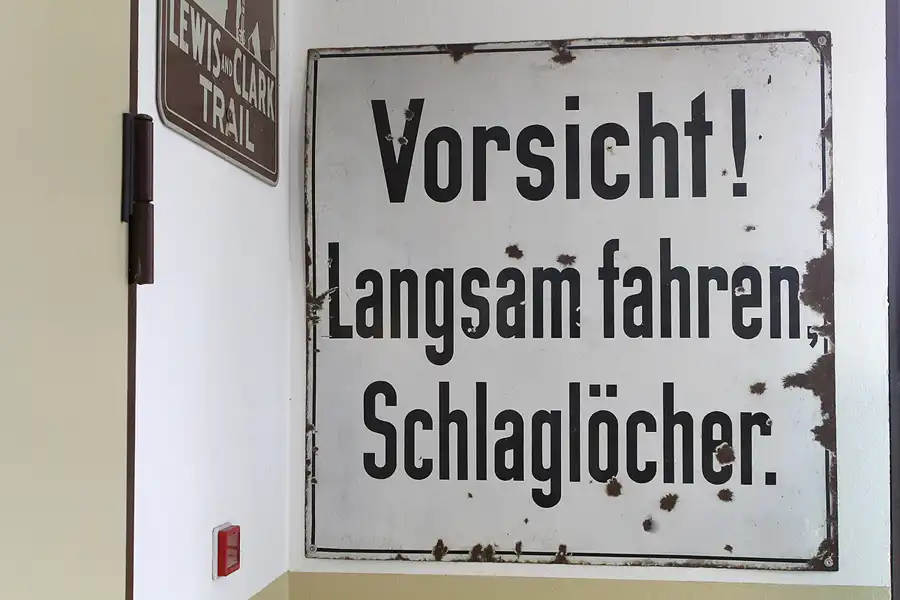 LEWIS AND CLARK
TRAIL
Vorsicht!
Langsam fahren,
Schlaglöcher.